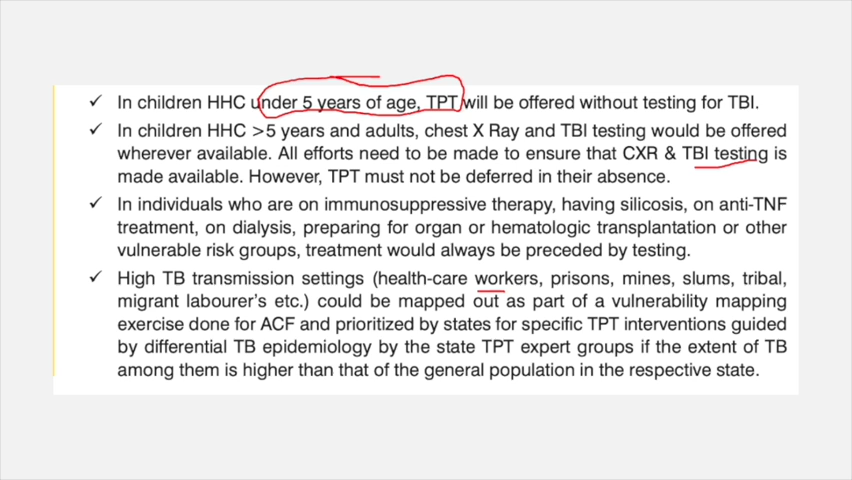 ✓ In children HHC under 5 years of age, TPT will be offered without testing for TBI.
✓ In children HHC >5 years and adults, chest X Ray and TBI testing would be offered
wherever available. All efforts need to be made to ensure that CXR & TBI testing is
made available. However, TPT must not be deferred in their absence.
✓ In individuals who are on immunosuppressive therapy, having silicosis, on anti-TNF
treatment, on dialysis, preparing for organ or hematologic transplantation or other
vulnerable risk groups, treatment would always be preceded by testing.
✓ High TB transmission settings (health-care workers, prisons, mines, slums, tribal,
migrant labourer's etc.) could be mapped out as part of a vulnerability mapping
exercise done for ACF and prioritized by states for specific TPT interventions guided
by differential TB epidemiology by the state TPT expert groups if the extent of TB
among them is higher than that of the general population in the respective state.